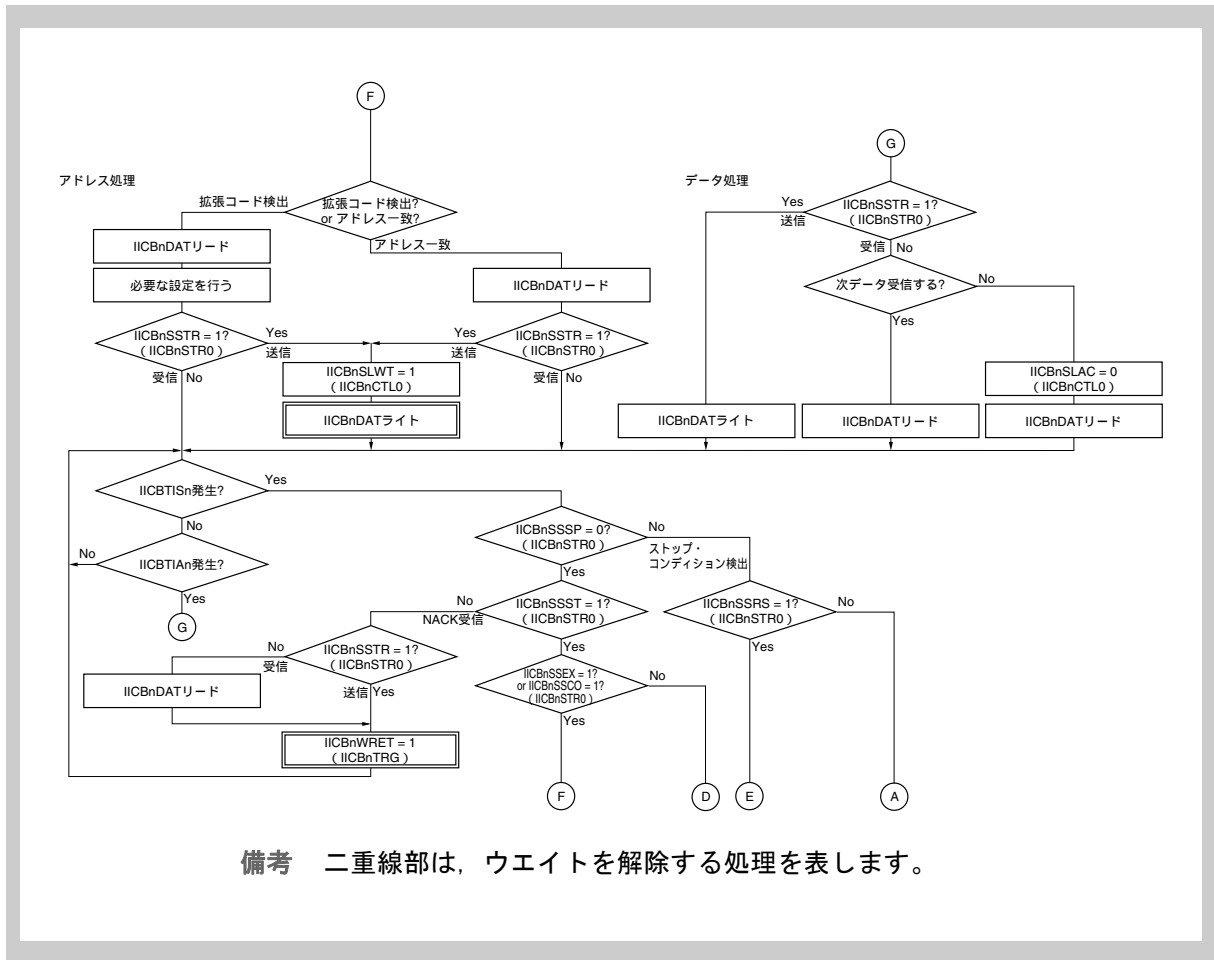 F
G
アドレス処理
データ処理
拡張コード検出
拡張コード検出?
or アドレス一致?
アドレス一致
IICBnDATリード
必要な設定を行う
IICBnSSTR = 1?
( IICBnSTR0 )
Yes
送信
受信
No
IICBnSLWT = 1
( IICBnCTL0 )
IICBnDATライト
IICBnDATリード
Yes
送信
IICBnSSTR = 1?
( IICBnSTR0 )
受信
No
Yes
送信
IICBnSSTR = 1?
( IICBnSTR0 )
受信
No
次データ受信する?
No
Yes
IICBnSLAC = 0
( IICBnCTL0 )
IICBnDATライト
IICBnDATリード
IICBnDATリード
IICBTISn発生?
Yes
No
IICBTIAn発生?
No
Yes
G
IICBnSSSP = 0?
( IICBnSTR0 )
No
ストップ・
コンディション検出
Yes
IICBnSSST = 1?
( IICBnSTR0 )
No
NACK受信
Yes
IICBnSSRS = 1?
( IICBnSTR0 )
No
Yes
IICBnSSTR = 1?
( IICBnSTR0 )
No
受信
送信
Yes
IICBnDATリード
IICBnWRET = 1
( IICBnTRG )
IICBnSSEX = 1?
or IICBnSSCO = 1?
( IICBnSTR0 )
No
Yes
F
D
E
A
備考 二重線部は，ウエイトを解除する処理を表します。